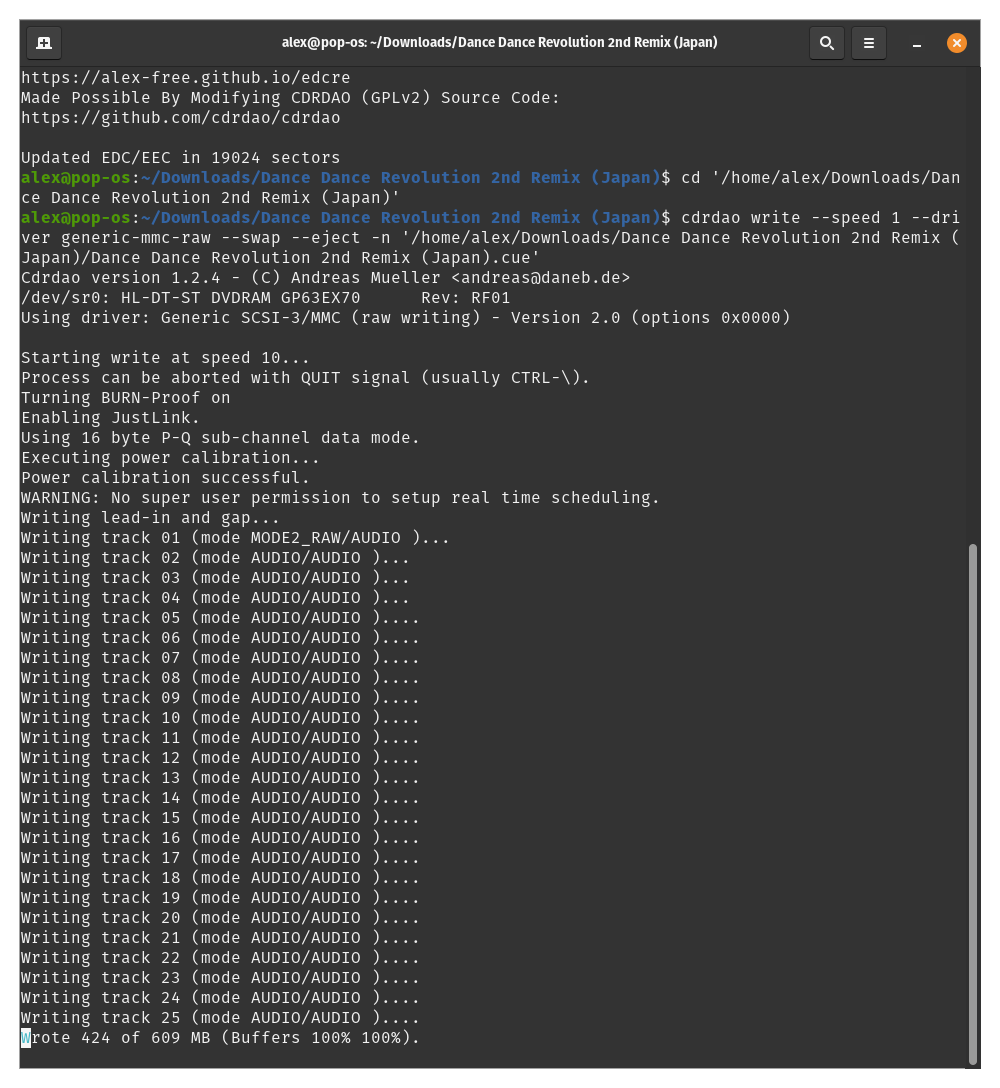 alex@pop-os: ~/Downloads/Dance Dance Revolution 2nd Remix (Japan)
https://alex-free.github.io/edcre
Made Possible By Modifying CDRDAO (GPLv2) Source Code:
https://github.com/cdrdao/cdrdao
Updated EDC/EEC in 19024 sectors
alex@pop-os:~/Downloads/Dance Dance Revolution 2nd Remix (Japan)$ cd '/home/alex/Downloads/Dan
ce Dance Revolution 2nd Remix (Japan)'
alex@pop-os:~/Downloads/Dance Dance Revolution 2nd Remix (Japan)$ cdrdao write --speed 1 --dri
ver generic-mmc-raw --swap --eject -n '/home/alex/Downloads/Dance Dance Revolution 2nd Remix (
Japan)/Dance Dance Revolution 2nd Remix (Japan).cue'
Cdrdao version 1.2.4 - (C) Andreas Mueller <andreas@daneb.de>
/dev/sr0: HL-DT-ST DVDRAM GP63EX70      Rev: RF01
Using driver: Generic SCSI-3/MMC (raw writing) - Version 2.0 (options 0x0000)
Starting write at speed 10...
Process can be aborted with QUIT signal (usually CTRL-\).
Turning BURN-Proof on
Enabling JustLink.
Using 16 byte P-Q sub-channel data mode.
Executing power calibration...
Power calibration successful.
WARNING: No super user permission to setup real time scheduling.
Writing lead-in and gap...
Writing track 01 (mode MODE2_RAW/AUDIO )...
Writing track 02 (mode AUDIO/AUDIO )...
Writing track 03 (mode AUDIO/AUDIO )...
Writing track 04 (mode AUDIO/AUDIO )...
Writing track 05 (mode AUDIO/AUDIO )....
Writing track 06 (mode AUDIO/AUDIO )....
Writing track 07 (mode AUDIO/AUDIO )....
Writing track 08 (mode AUDIO/AUDIO )....
Writing track 09 (mode AUDIO/AUDIO )....
Writing track 10 (mode AUDIO/AUDIO )....
Writing track 11 (mode AUDIO/AUDIO )....
Writing track 12 (mode AUDIO/AUDIO )....
Writing track 13 (mode AUDIO/AUDIO )....
Writing track 14 (mode AUDIO/AUDIO )....
Writing track 15 (mode AUDIO/AUDIO )....
Writing track 16 (mode AUDIO/AUDIO )....
Writing track 17 (mode AUDIO/AUDIO )....
Writing track 18 (mode AUDIO/AUDIO )....
Writing track 19 (mode AUDIO/AUDIO )....
Writing track 20 (mode AUDIO/AUDIO )....
Writing track 21 (mode AUDIO/AUDIO )....
Writing track 22 (mode AUDIO/AUDIO )....
Writing track 23 (mode AUDIO/AUDIO )....
Writing track 24 (mode AUDIO/AUDIO )....
Writing track 25 (mode AUDIO/AUDIO )....
Wrote 424 of 609 MB (Buffers 100% 100%).